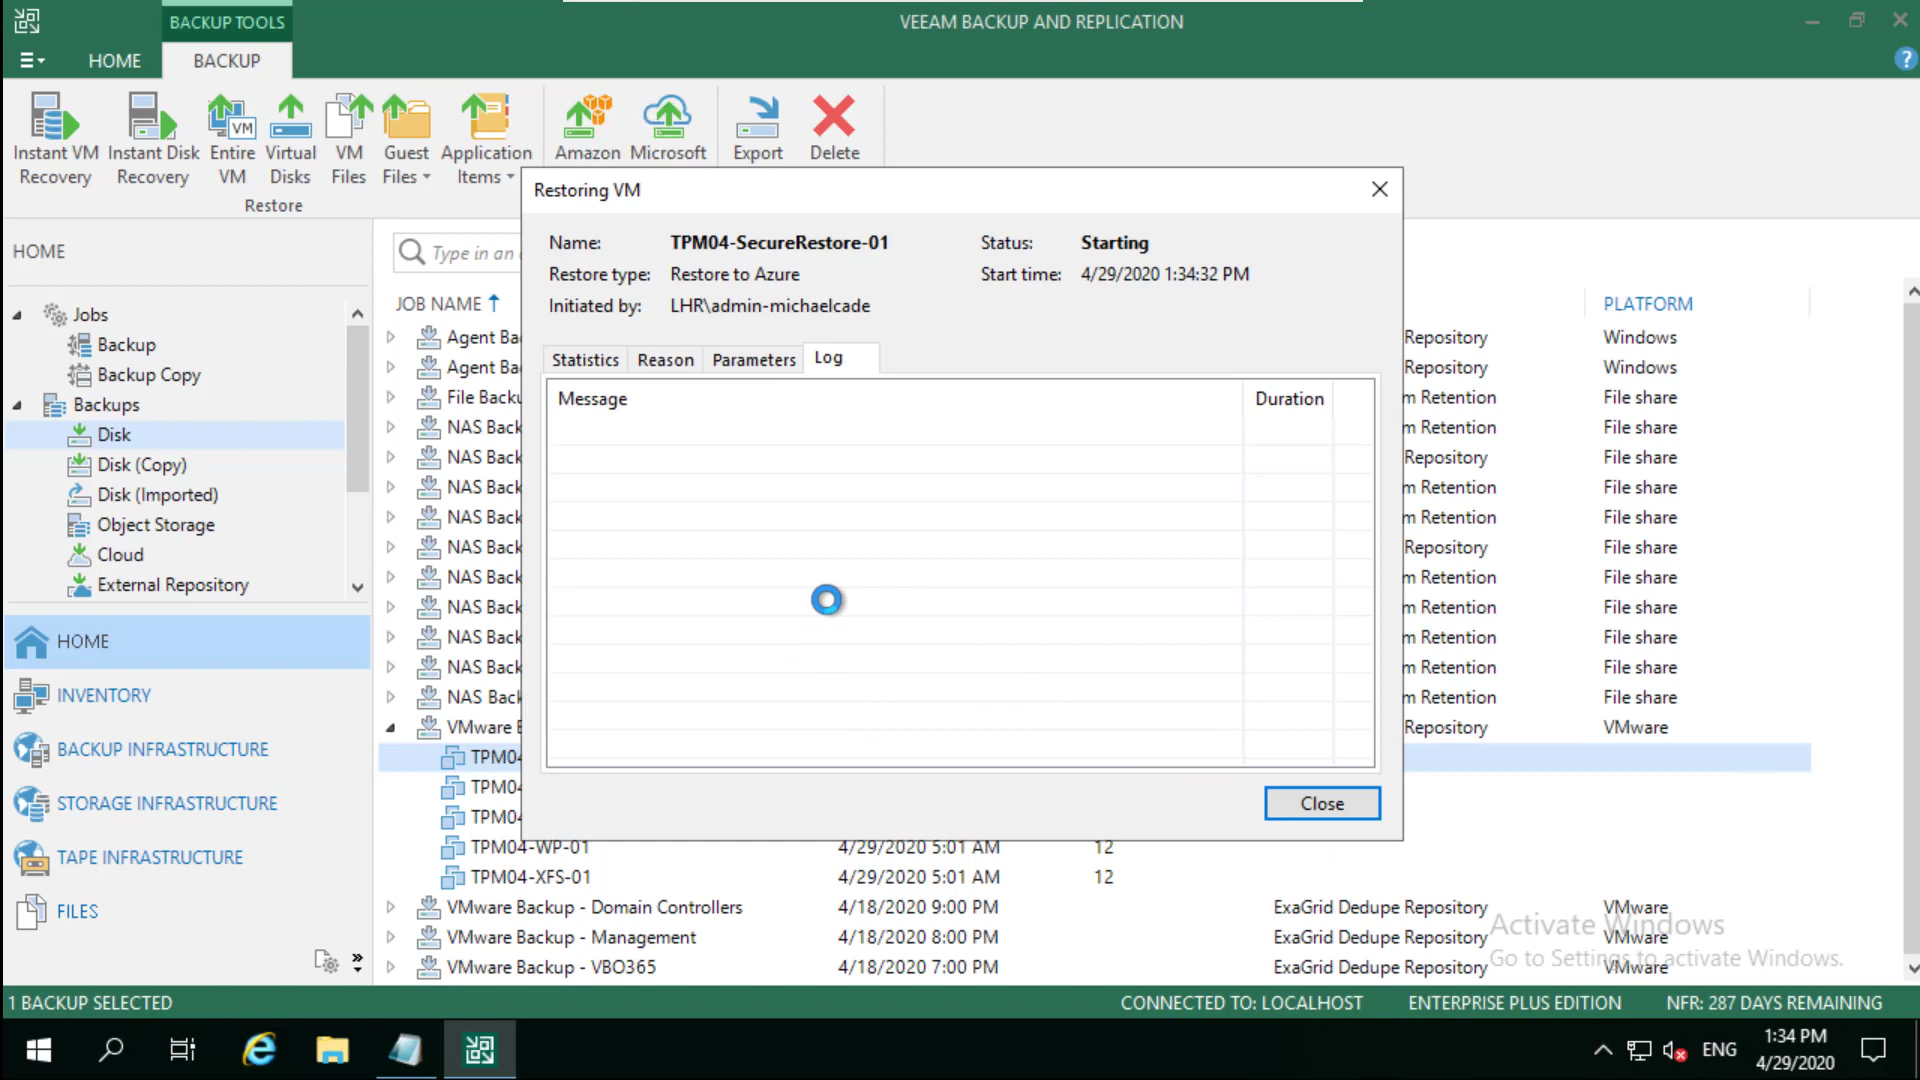 BACKUP TOOLS
VEEAM BACKUP AND REPLICATION
HOME
BACKUP
Instant VM Recovery
Instant Disk Recovery
Entire VM
Virtual Disks
VM Files
Guest Files
Application Items
Amazon
Microsoft
Export
Delete
Restore
HOME
Jobs
Backup
Backup Copy
Backups
Disk
Disk (Copy)
Disk (Imported)
Object Storage
Cloud
External Repository
HOME
INVENTORY
BACKUP INFRASTRUCTURE
STORAGE INFRASTRUCTURE
TAPE INFRASTRUCTURE
FILES
Type in an
JOB NAME
PLATFORM
Agent Ba
Repository
Windows
Agent Ba
Repository
Windows
File Backu
m Retention
File share
NAS Back
m Retention
File share
NAS Back
Repository
File share
NAS Back
m Retention
File share
NAS Back
m Retention
File share
NAS Back
Repository
File share
NAS Back
m Retention
File share
NAS Back
m Retention
File share
NAS Back
m Retention
File share
NAS Back
m Retention
File share
NAS Back
m Retention
File share
VMware B
Repository
VMware
TPM04
TPM04
TPM04
TPM04-WP-01
4/29/2020 5:01 AM
12
TPM04-XFS-01
4/29/2020 5:01 AM
12
VMware Backup - Domain Controllers
4/18/2020 9:00 PM
ExaGrid Dedupe Repository
VMware
VMware Backup - Management
4/18/2020 8:00 PM
ExaGrid Dedupe Repository
VMware
VMware Backup - VBO365
4/18/2020 7:00 PM
ExaGrid Dedupe Repository
VMware
Restoring VM
Name: TPM04-SecureRestore-01
Status: Starting
Restore type: Restore to Azure
Start time: 4/29/2020 1:34:32 PM
Initiated by: LHR\admin-michaelcade
Statistics
Reason
Parameters
Log
Message
Duration
Close
Activate Windows
Go to Settings to activate Windows.
1 BACKUP SELECTED
CONNECTED TO: LOCALHOST
ENTERPRISE PLUS EDITION
NFR: 287 DAYS REMAINING
ENG
1:34 PM
4/29/2020